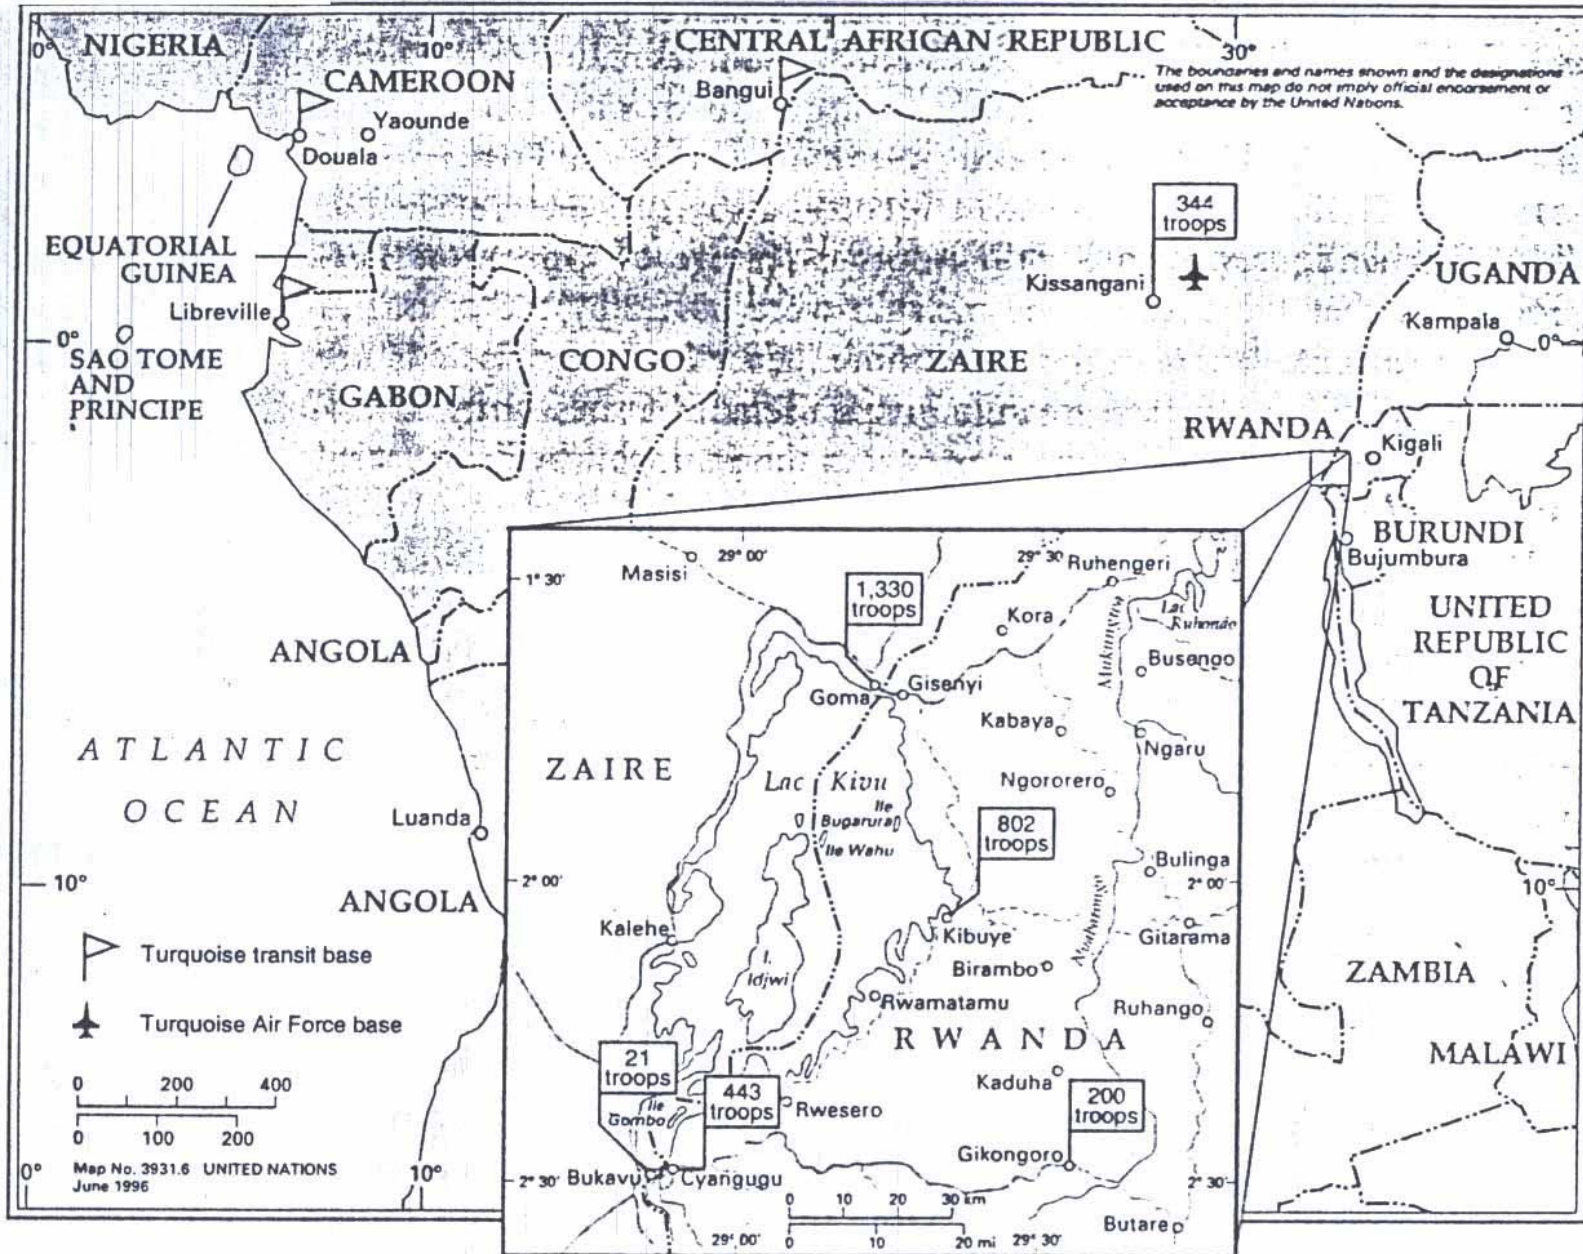 0°
NIGERIA
10°
CENTRAL AFRICAN REPUBLIC
30°
CAMEROON
The boundaries and names shown and the designations
used on this map do not imply official endorsement or
acceptance by the United Nations.
Bangui
Yaounde
Douala
344
troops
EQUATORIAL
GUINEA
Kissangani
UGANDA
Libreville
Kampala
0°
0°
SAO TOME
AND
PRINCIPE
CONGO
ZAIRE
GABON
RWANDA
Kigali
BURUNDI
Bujumbura
UNITED
REPUBLIC
OF
TANZANIA
ANGOLA
ATLANTIC
OCEAN
Luanda
10°
10°
ANGOLA
ZAMBIA
MALAWI
Turquoise transit base
Turquoise Air Force base
0 200 400
0 100 200
0°
10°
Map No. 3931.6 UNITED NATIONS
June 1996
Masisi
29° 00'
29° 30'
Ruhengeri
1° 30'
1,330
troops
Kora
Lac
Ruhondo
Mukungwa
Busengo
Goma
Gisenyi
Kabaya
Ngaru
ZAIRE
Lac Kivu
Ngororero
Ile
Bugarura
Ile Wahu
802
troops
Bulinga
2° 00'
2° 00'
Kalehe
Kibuye
Nyabarongo
Gitarama
I.
Idjwi
Birambo
Rwamatamu
Ruhango
RWANDA
21
troops
443
troops
Kaduha
200
troops
Ile
Gombo
Rwesero
Gikongoro
Bukavu
Cyangugu
2° 30'
2° 30'
0 10 20 30 km
0 10 20 mi
Butare
29° 00'
29° 30'